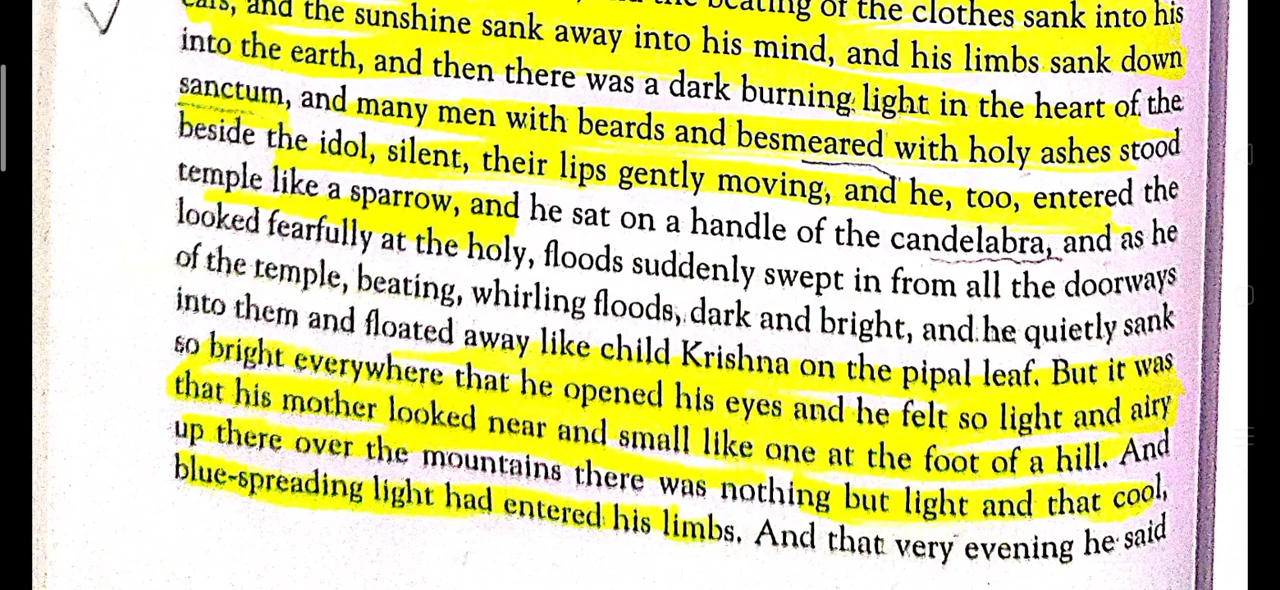 ears, and the sunshine sank away into his mind, and his limbs sank down
into the earth, and then there was a dark burning light in the heart of the
sanctum, and many men with beards and besmeared with holy ashes stood
beside the idol, silent, their lips gently moving, and he, too, entered the
temple like a sparrow, and he sat on a handle of the candelabra, and as he
looked fearfully at the holy, floods suddenly swept in from all the doorways
of the temple, beating, whirling floods, dark and bright, and he quietly sank
into them and floated away like child Krishna on the pipal leaf. But it was
so bright everywhere that he opened his eyes and he felt so light and airy
that his mother looked near and small like one at the foot of a hill. And
up there over the mountains there was nothing but light and that cool,
blue-spreading light had entered his limbs. And that very evening he said